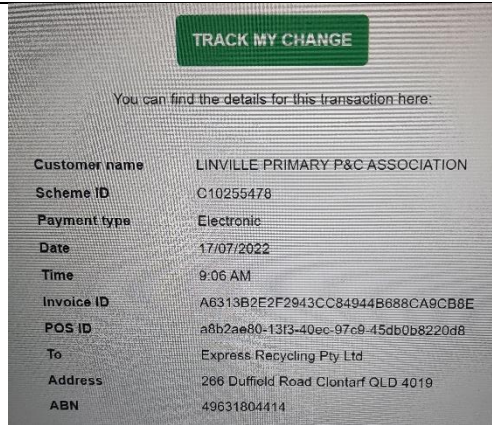 TRACK MY CHANGE
You can find the details for this transaction here:
Customer name LINVILLE PRIMARY P&C ASSOCIATION
Scheme ID C10255478
Payment type Electronic
Date 17/07/2022
Time 9:06 AM
Invoice ID A6313B2E2F2943CC84944B688CA9CB8E
POS ID a8b2ae80-13f3-40ec-97c9-45db0b8220d8
To Express Recycling Pty Ltd
Address 266 Duffield Road Clontarf QLD 4019
ABN 49631804414